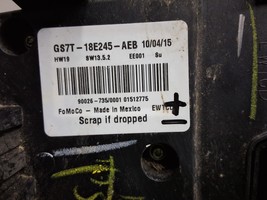 GS7T-18E245-AEB 10/04/15
HW19 SW13.5.2 EE001 Su
90026-735/0001 01512775
FoMoCo - Made in Mexico
Scrap if dropped
+
-